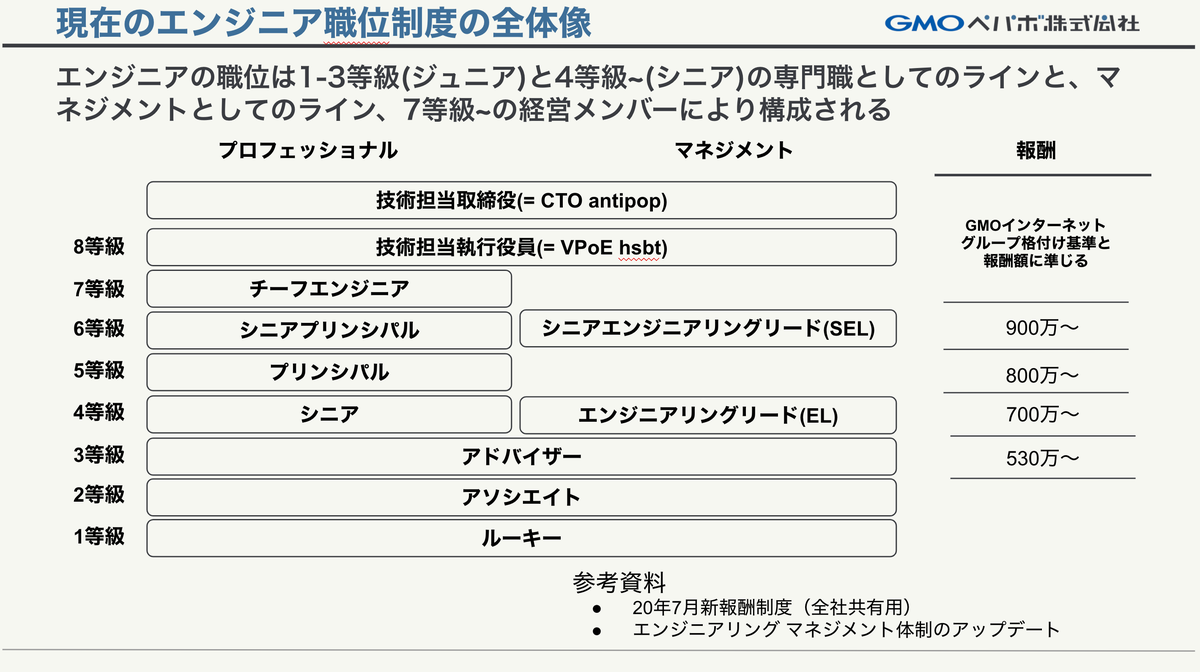 現在のエンジニア職位制度の全体像
GMOペパボ株式会社
エンジニアの職位は1-3等級(ジュニア)と4等級~(シニア)の専門職としてのラインと、マ
ネジメントとしてのライン、7等級~の経営メンバーにより構成される
プロフェッショナル
マネジメント
報酬
技術担当取締役(= CTO antipop)
8等級
技術担当執行役員(= VPoE hsbt)
GMOインターネット
グループ格付け基準と
報酬額に準じる
7等級
チーフエンジニア
6等級
シニアプリンシパル
シニアエンジニアリングリード(SEL)
900万〜
5等級
プリンシパル
800万〜
4等級
シニア
エンジニアリングリード(EL)
700万〜
3等級
アドバイザー
530万〜
2等級
アソシエイト
1等級
ルーキー
参考資料
● 20年7月新報酬制度（全社共有用）
● エンジニアリング マネジメント体制のアップデート